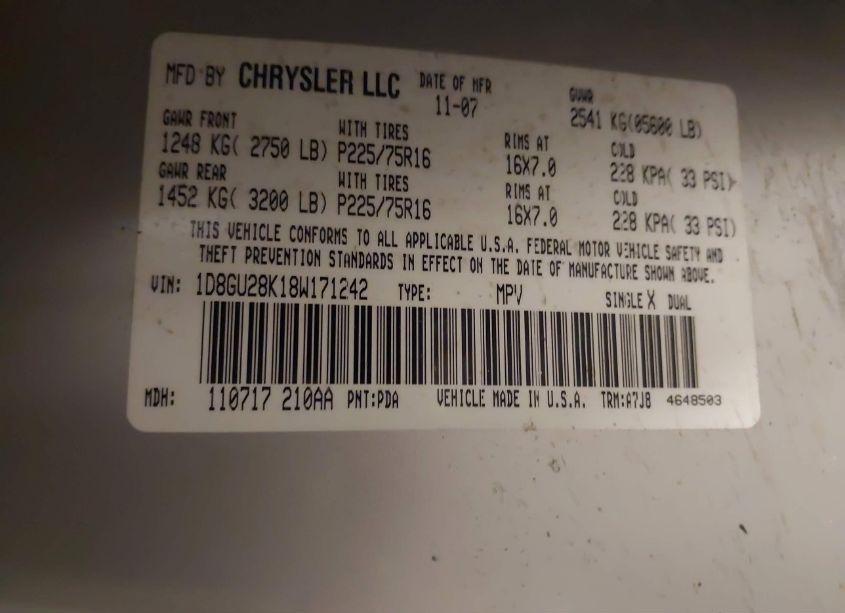 MFD BY CHRYSLER LLC DATE OF MFR 11-07 GVWR 2541 KG(05600 LB)
GAWR FRONT WITH TIRES RIMS AT COLD
1248 KG( 2750 LB) P225/75R16 16X7.0 228 KPA( 33 PSI)
GAWR REAR WITH TIRES RIMS AT COLD
1452 KG( 3200 LB) P225/75R16 16X7.0 228 KPA( 33 PSI)
THIS VEHICLE CONFORMS TO ALL APPLICABLE U.S.A. FEDERAL MOTOR VEHICLE SAFETY AND
THEFT PREVENTION STANDARDS IN EFFECT ON THE DATE OF MANUFACTURE SHOWN ABOVE.
VIN: 1D8GU28K18W171242 TYPE: MPV SINGLE X DUAL
MDH: 110717 210AA PNT:PDA VEHICLE MADE IN U.S.A. TRM:A7J8 4648503